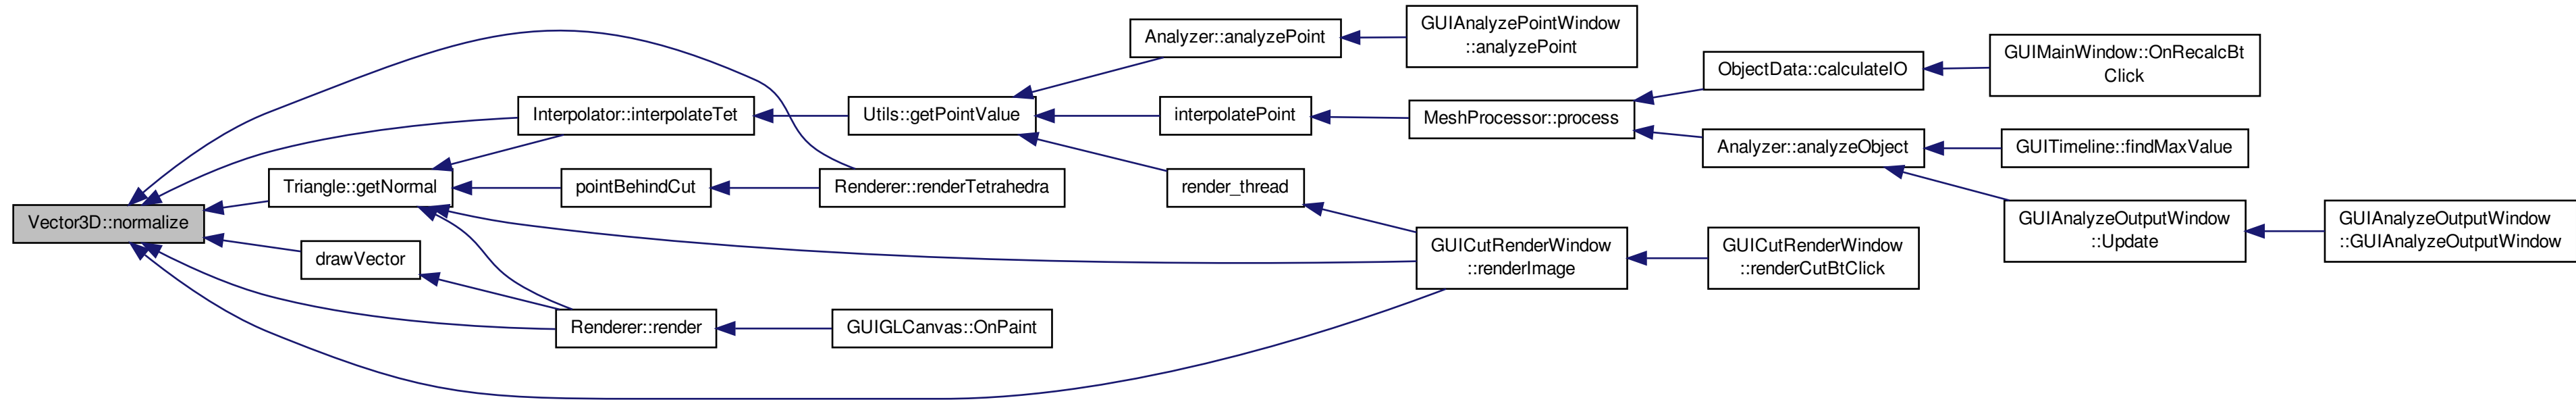 Vector3D::normalize
Interpolator::interpolateTet
Triangle::getNormal
drawVector
pointBehindCut
Renderer::render
Utils::getPointValue
Renderer::renderTetrahedra
GUIGLCanvas::OnPaint
Analyzer::analyzePoint
interpolatePoint
render_thread
GUIAnalyzePointWindow
::analyzePoint
MeshProcessor::process
GUICutRenderWindow
::renderImage
ObjectData::calculateIO
Analyzer::analyzeObject
GUICutRenderWindow
::renderCutBtClick
GUIMainWindow::OnRecalcBt
Click
GUITimeline::findMaxValue
GUIAnalyzeOutputWindow
::Update
GUIAnalyzeOutputWindow
::GUIAnalyzeOutputWindow